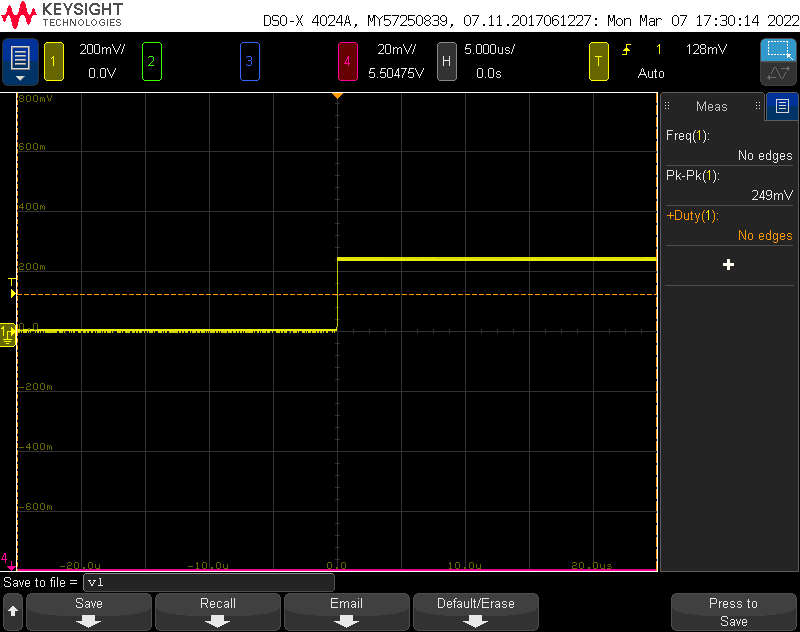 KEYSIGHT
TECHNOLOGIES
DSO-X 4024A, MY57250839, 07.11.2017061227: Mon Mar 07 17:30:14 2022
1 200mV/ 2 3 4 20mV/ H 5.000us/ T 1 128mV
0.0V 5.50475V 0.0s Auto
800mV
Meas
600m
Freq(1):
No edges
Pk-Pk(1):
249mV
400m
+Duty(1):
No edges
200m
T
1 0.0
-200m
-400m
-600m
4
-20.0u -10.0u 0.0 10.0u 20.0us
Save to file = v1
Save Recall Email Default/Erase Press to
Save